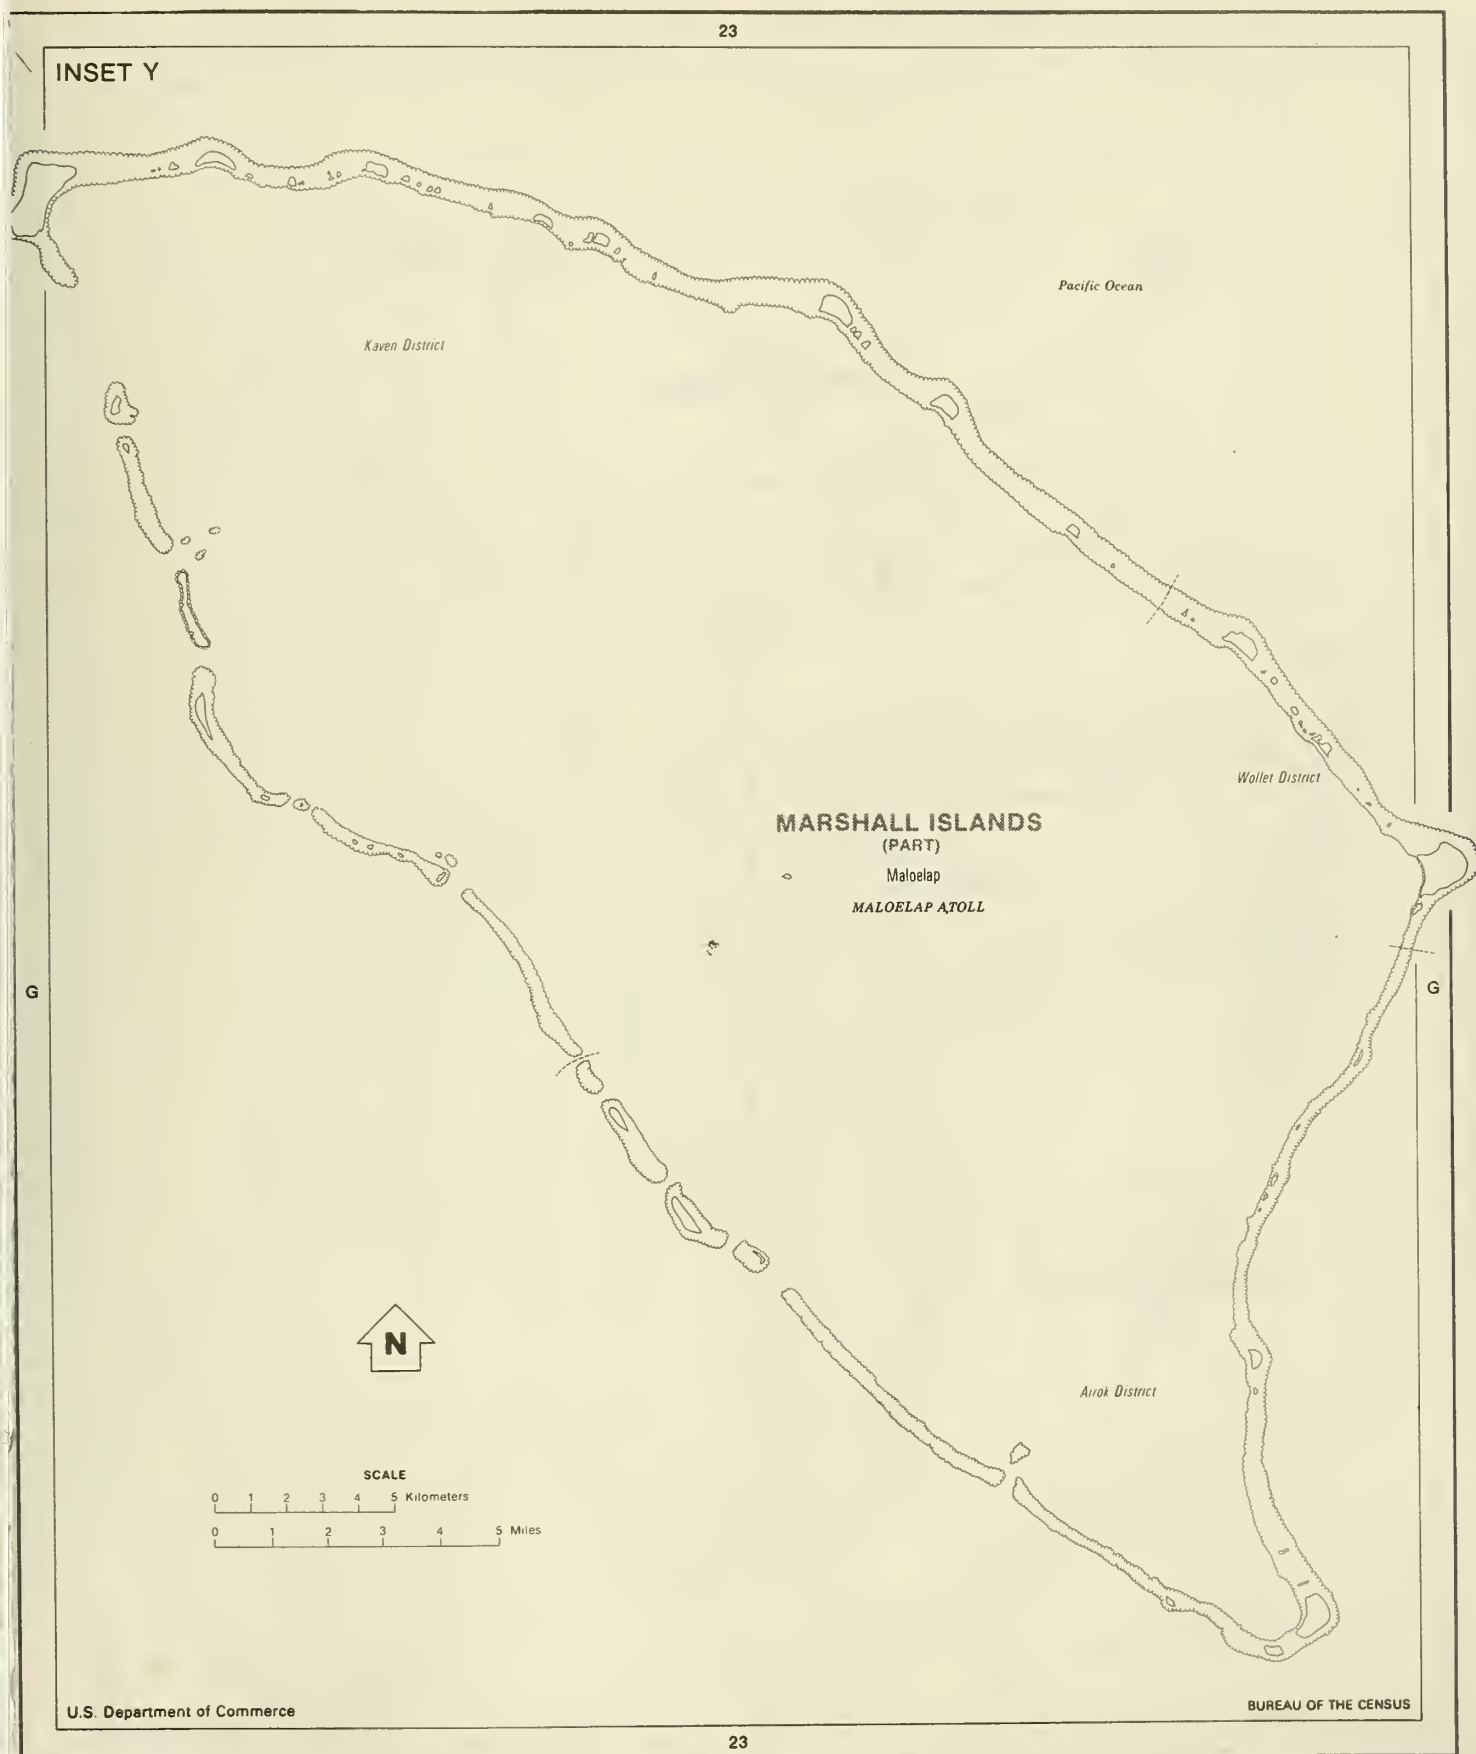 23
INSET Y
Pacific Ocean
Kaven District
Wollet District
MARSHALL ISLANDS
(PART)
Maloelap
MALOELAP ATOLL
G
G
N
Airok District
SCALE
0 1 2 3 4 5 Kilometers
0 1 2 3 4 5 Miles
U.S. Department of Commerce
BUREAU OF THE CENSUS
23